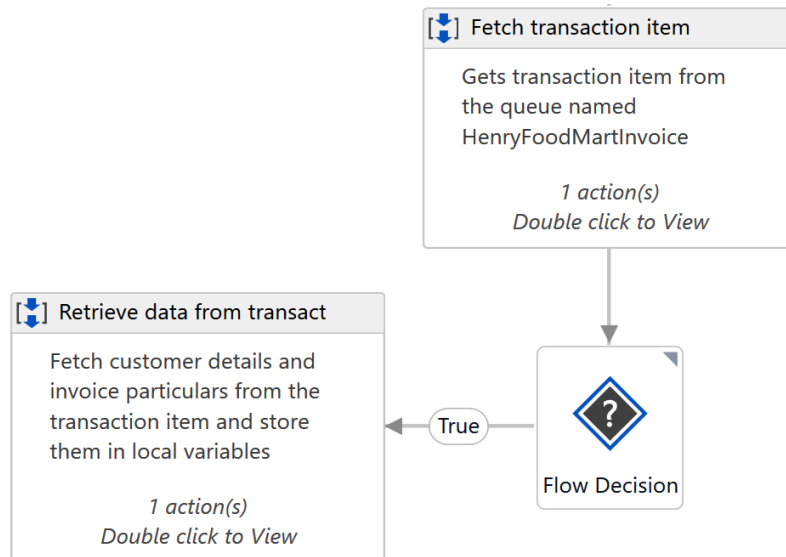 Fetch transaction item
Gets transaction item from
the queue named
HenryFoodMartInvoice
1 action(s)
Double click to View
Retrieve data from transact
Fetch customer details and
invoice particulars from the
transaction item and store
them in local variables
1 action(s)
Double click to View
True
?
Flow Decision